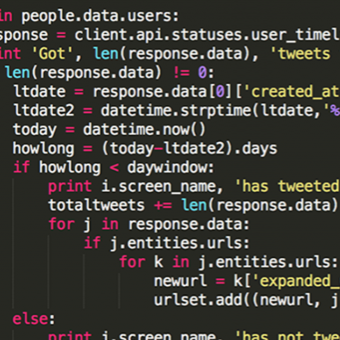 in people.data.users:
sponse = client.api.statuses.user_timel
int 'Got', len(response.data), 'tweets
len(response.data) != 0:
ltdate = response.data[0]['created_at
ltdate2 = datetime.strptime(ltdate,'%
today = datetime.now()
howlong = (today-ltdate2).days
if howlong < daywindow:
print i.screen_name, 'has tweeted
totaltweets += len(response.data)
for j in response.data:
if j.entities.urls:
for k in j.entities.urls:
newurl = k['expanded_
urlset.add((newurl, j
else:
print i.screen_name, 'has not twe